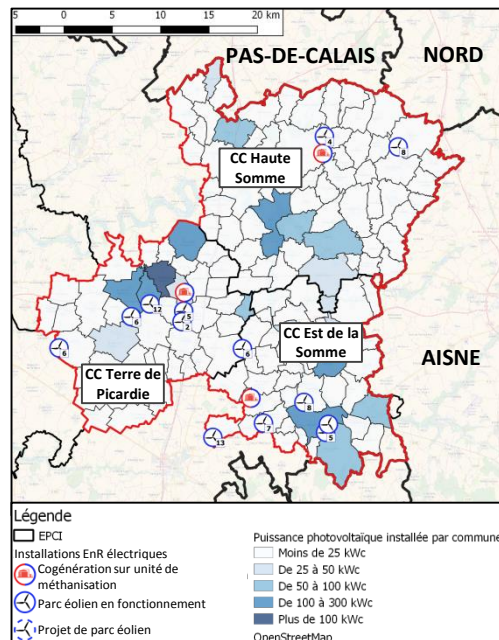 5 0 5 10 15 20 km
PAS-DE-CALAIS
NORD
4
8
CC Haute
Somme
12
5
6
2
6
6
CC Est de la
Somme
AISNE
CC Terre de
Picardie
8
7
5
13
Légende
EPCI
Installations EnR électriques
Cogénération sur unité de
méthanisation
Parc éolien en fonctionnement
Projet de parc éolien
Puissance photovoltaïque installée par commune
Moins de 25 kWc
De 25 à 50 kWc
De 50 à 100 kWc
De 100 à 300 kWc
Plus de 100 kWc
OpenStreetMap